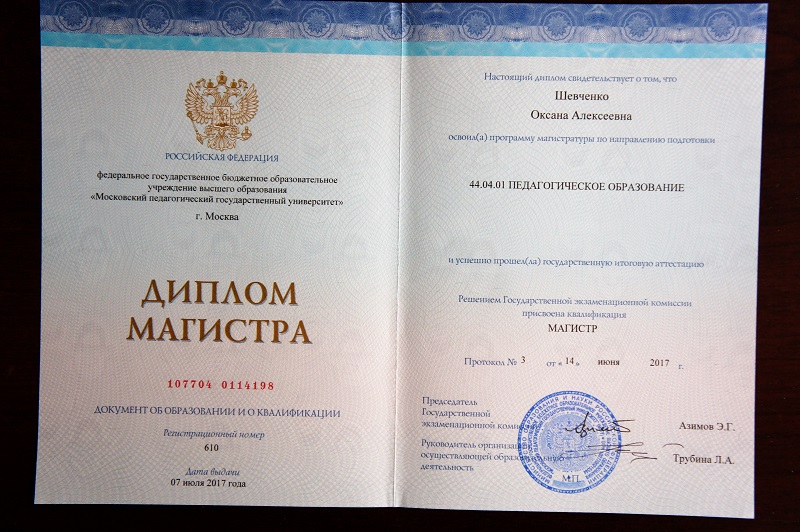 РОССИЙСКАЯ ФЕДЕРАЦИЯ
федеральное государственное бюджетное образовательное
учреждение высшего образования
«Московский педагогический государственный университет»
г. Москва
ДИПЛОМ
МАГИСТРА
107704 0114198
ДОКУМЕНТ ОБ ОБРАЗОВАНИИ И О КВАЛИФИКАЦИИ
Регистрационный номер
610
Дата выдачи
07 июля 2017 года
Настоящий диплом свидетельствует о том, что
Шевченко
Оксана Алексеевна
освоил(а) программу магистратуры по направлению подготовки
44.04.01 ПЕДАГОГИЧЕСКОЕ ОБРАЗОВАНИЕ
и успешно прошел(ла) государственную итоговую аттестацию
Решением Государственной экзаменационной комиссии
присвоена квалификация
МАГИСТР
Протокол № 3 от «14» июня 2017 г.
Председатель
Государственной
экзаменационной
Азимов Э.Г.
Руководитель
осуществляющей
деятельность
Трубина Л.А.
М.П.